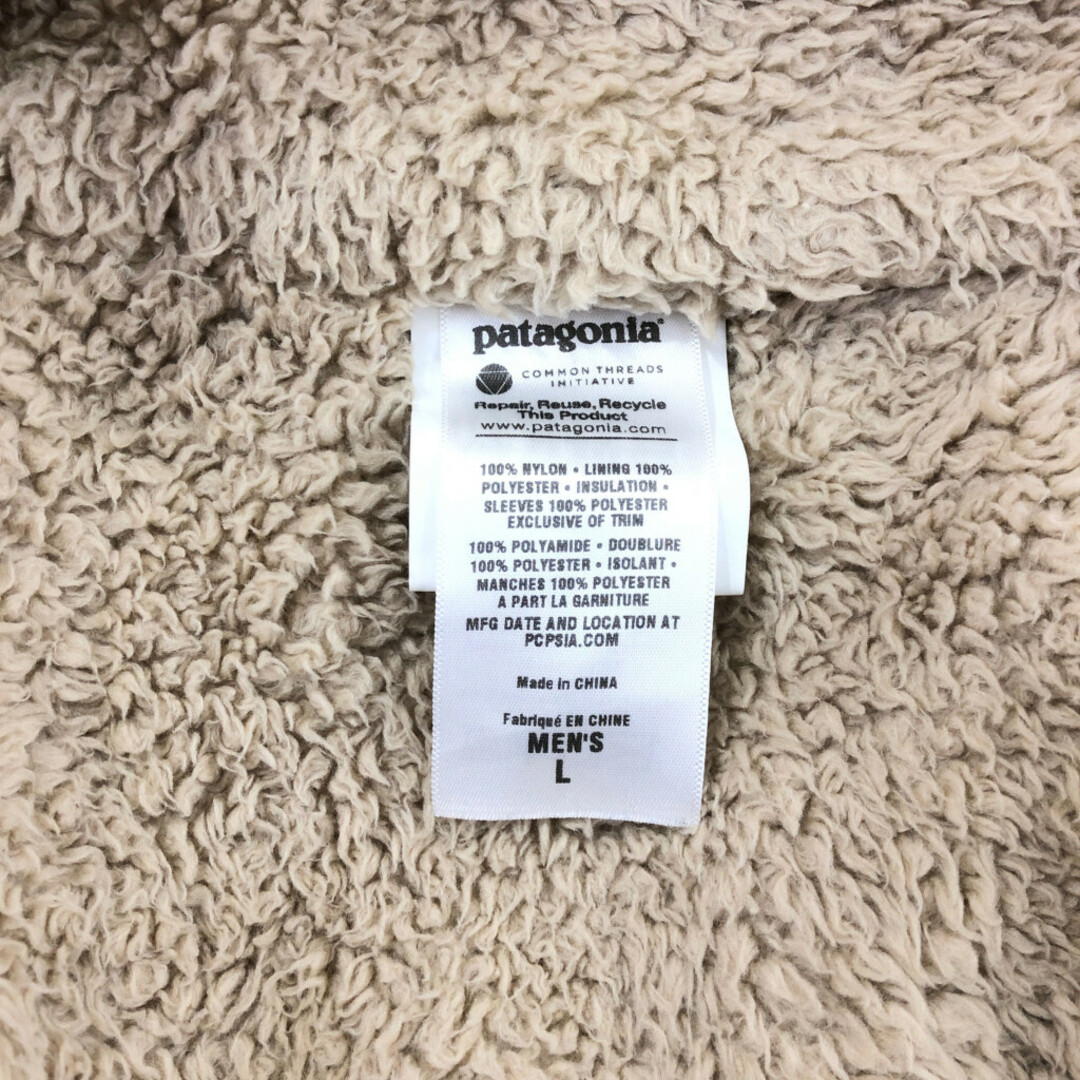 patagonia®
COMMON THREADS
INITIATIVE
Repair, Reuse, Recycle
This Product
www.patagonia.com
100% NYLON • LINING 100%
POLYESTER • INSULATION •
SLEEVES 100% POLYESTER
EXCLUSIVE OF TRIM
100% POLYAMIDE • DOUBLURE
100% POLYESTER • ISOLANT •
MANCHES 100% POLYESTER
À PART LA GARNITURE
MFG DATE AND LOCATION AT
PCPSIA.COM
Made in CHINA
Fabriqué EN CHINE
MEN'S
L